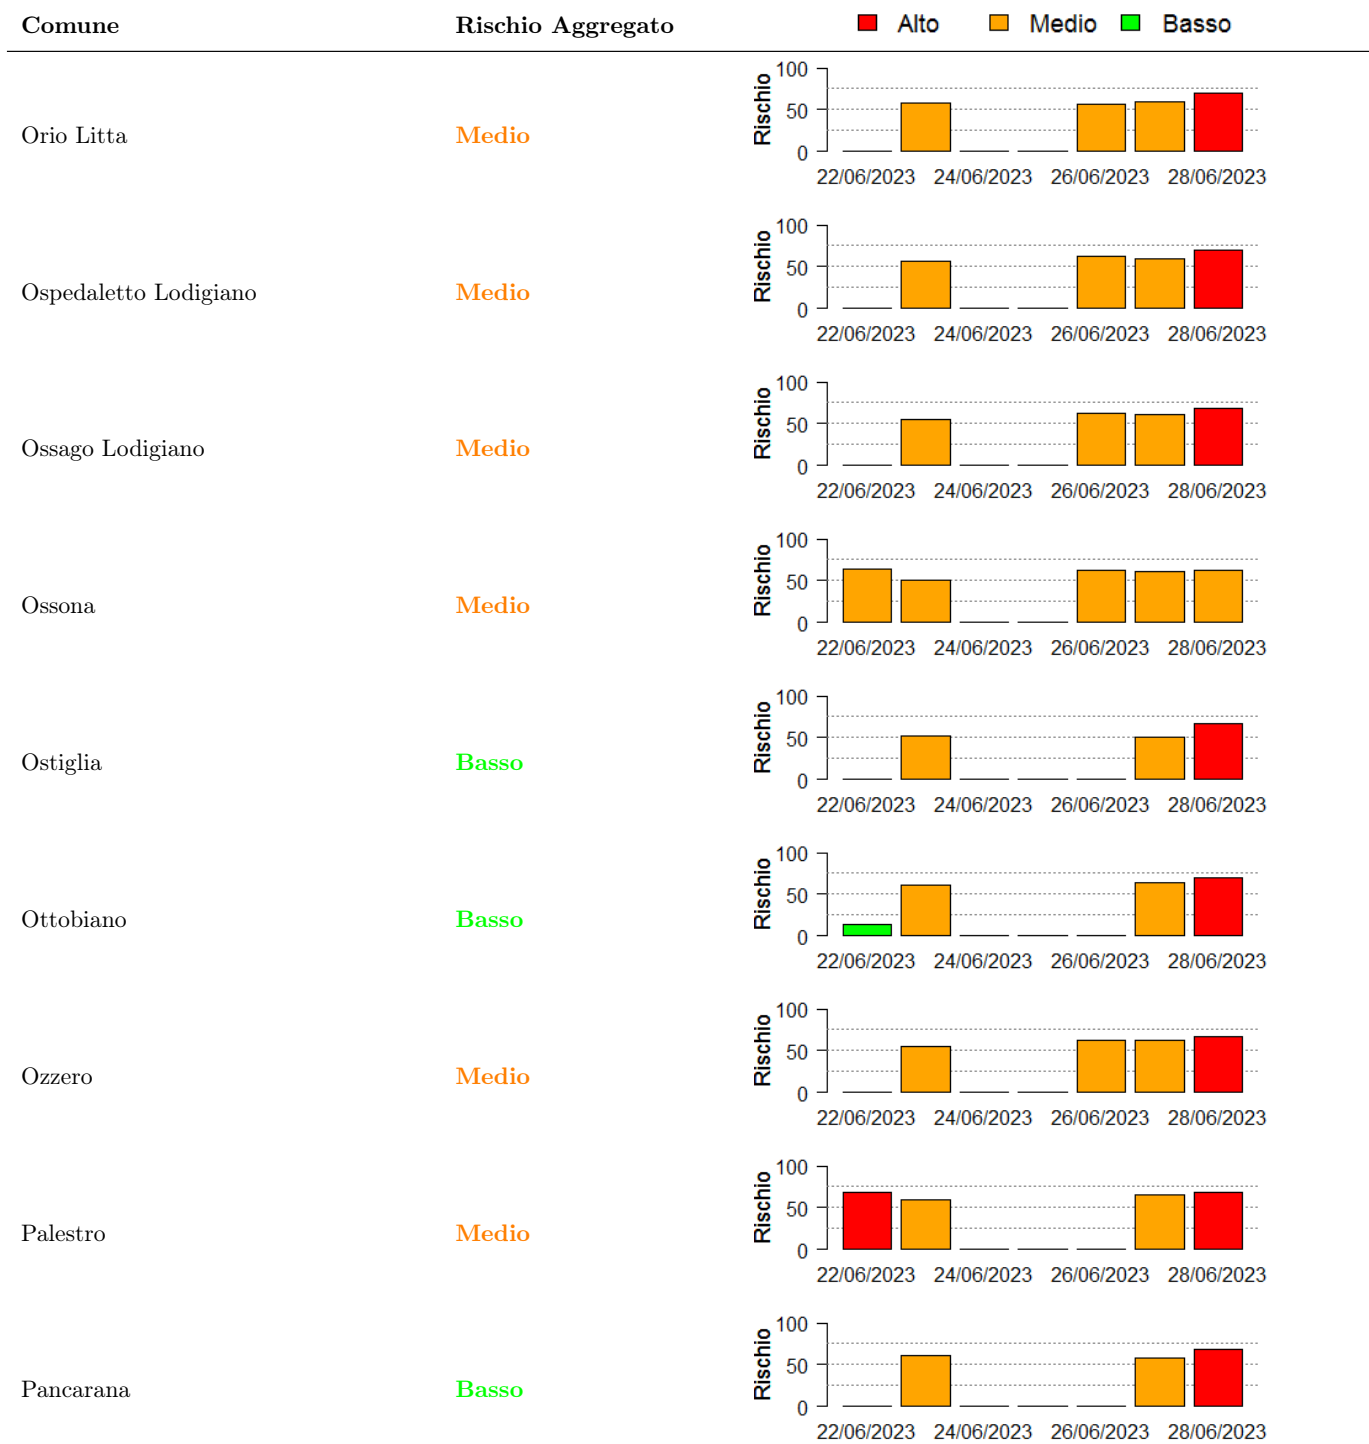 Comune Rischio Aggregato Alto Medio Basso
100
50
0
Rischio
Orio Litta Medio
22/06/2023 24/06/2023 26/06/2023 28/06/2023
100
50
0
Rischio
Ospedaletto Lodigiano Medio
22/06/2023 24/06/2023 26/06/2023 28/06/2023
100
50
0
Rischio
Ossago Lodigiano Medio
22/06/2023 24/06/2023 26/06/2023 28/06/2023
100
50
0
Rischio
Ossona Medio
22/06/2023 24/06/2023 26/06/2023 28/06/2023
100
50
0
Rischio
Ostiglia Basso
22/06/2023 24/06/2023 26/06/2023 28/06/2023
100
50
0
Rischio
Ottobiano Basso
22/06/2023 24/06/2023 26/06/2023 28/06/2023
100
50
0
Rischio
Ozzero Medio
22/06/2023 24/06/2023 26/06/2023 28/06/2023
100
50
0
Rischio
Palestro Medio
22/06/2023 24/06/2023 26/06/2023 28/06/2023
100
50
0
Rischio
Pancarana Basso
22/06/2023 24/06/2023 26/06/2023 28/06/2023